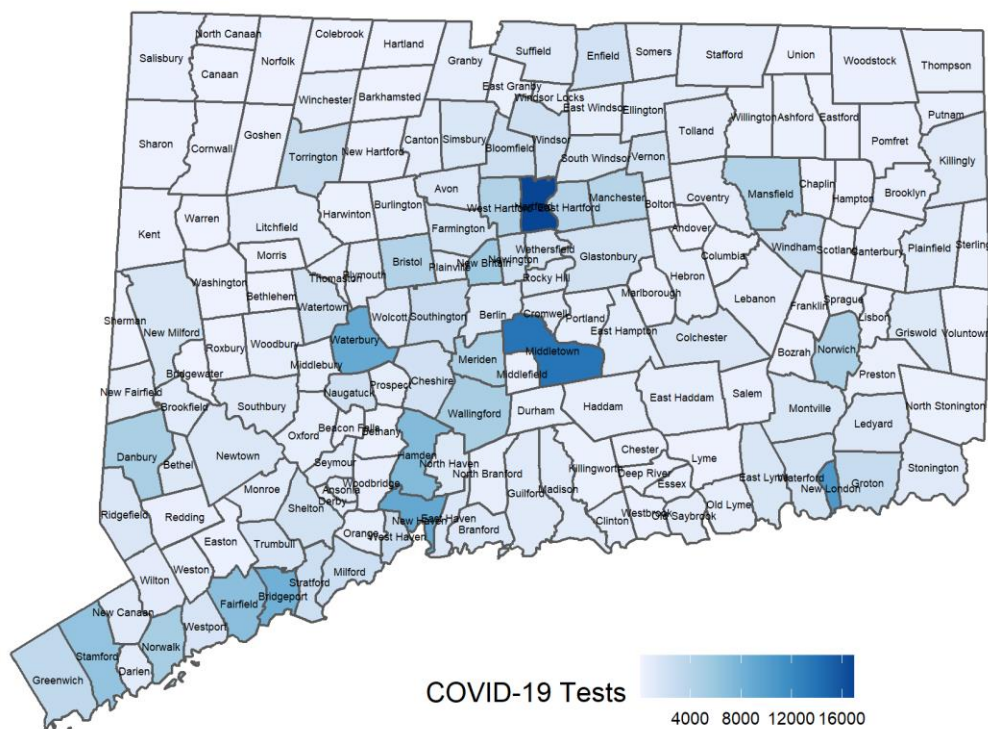 North Canaan
Colebrook
Hartland
Suffield
Enfield
Somers
Stafford
Union
Woodstock
Thompson
Salisbury
Canaan
Norfolk
Granby
East Granby
Windsor Locks
Winchester
Barkhamsted
East Windsor
Ellington
Willington
Ashford
Eastford
Putnam
Sharon
Cornwall
Goshen
Torrington
New Hartford
Canton
Simsbury
Bloomfield
Windsor
South Windsor
Vernon
Tolland
Pomfret
Killingly
Kent
Warren
Litchfield
Harwinton
Burlington
Avon
West Hartford
Hartford
East Hartford
Manchester
Bolton
Coventry
Mansfield
Chaplin
Hampton
Brooklyn
Farmington
Andover
Morris
Bristol
Plainville
New Britain
Newington
Wethersfield
Glastonbury
Columbia
Windham
Scotland
Canterbury
Plainfield
Sterling
Washington
Bethlehem
Thomaston
Plymouth
Rocky Hill
Hebron
Marlborough
Lebanon
Franklin
Sprague
Lisbon
Sherman
New Milford
Watertown
Wolcott
Southington
Berlin
Cromwell
Portland
East Hampton
Colchester
Bozrah
Norwich
Griswold
Voluntown
Roxbury
Woodbury
Waterbury
Middlebury
Meriden
Middletown
Middlefield
Bridgewater
New Fairfield
Brookfield
Southbury
Naugatuck
Prospect
Cheshire
Wallingford
Durham
Haddam
East Haddam
Salem
Montville
Preston
North Stonington
Oxford
Beacon Falls
Bethany
Ledyard
Danbury
Bethel
Newtown
Seymour
Hamden
North Haven
North Branford
Killingworth
Chester
Deep River
Essex
Lyme
East Lyme
Waterford
New London
Groton
Stonington
Monroe
Ansonia
Derby
Woodbridge
Guilford
Madison
Ridgefield
Redding
Shelton
New Haven
East Haven
Branford
Clinton
Westbrook
Old Saybrook
Old Lyme
Easton
Trumbull
Orange
West Haven
Wilton
Weston
Stratford
Milford
New Canaan
Westport
Fairfield
Bridgeport
Greenwich
Stamford
Darien
Norwalk
COVID-19 Tests
4000 8000 12000 16000